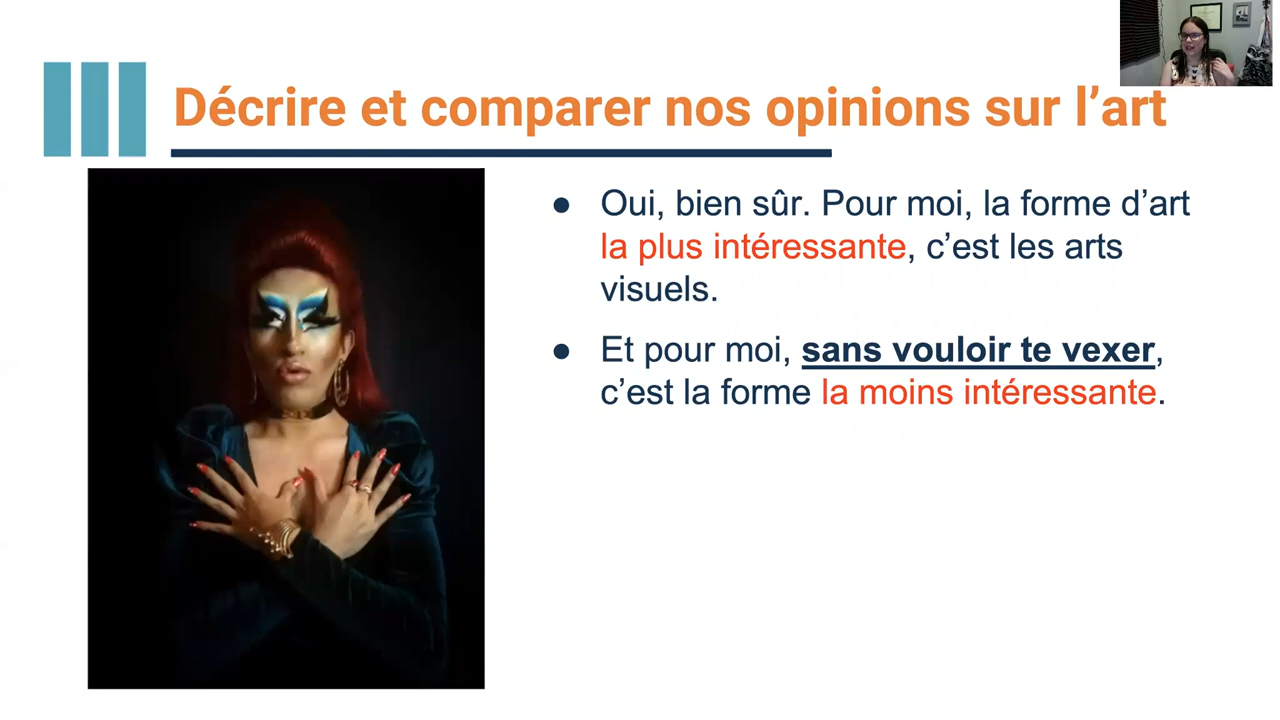 Décrire et comparer nos opinions sur l’art
● Oui, bien sûr. Pour moi, la forme d’art
la plus intéressante, c’est les arts
visuels.
● Et pour moi, sans vouloir te vexer,
c’est la forme la moins intéressante.